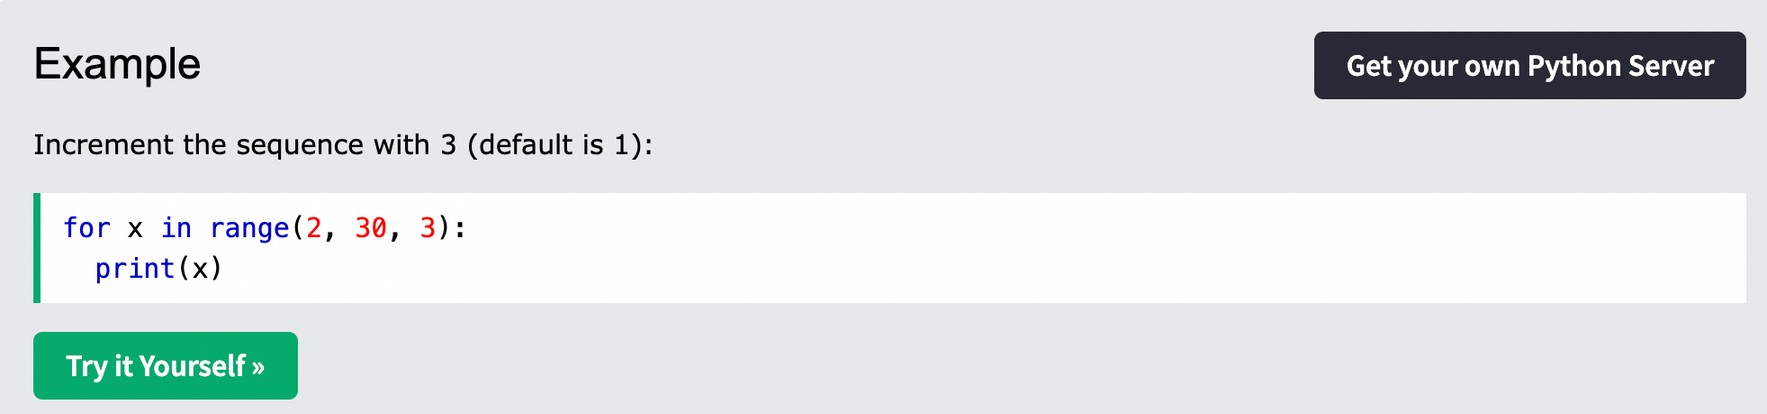 Example
Get your own Python Server
Increment the sequence with 3 (default is 1):
for x in range(2, 30, 3):
  print(x)
Try it Yourself »